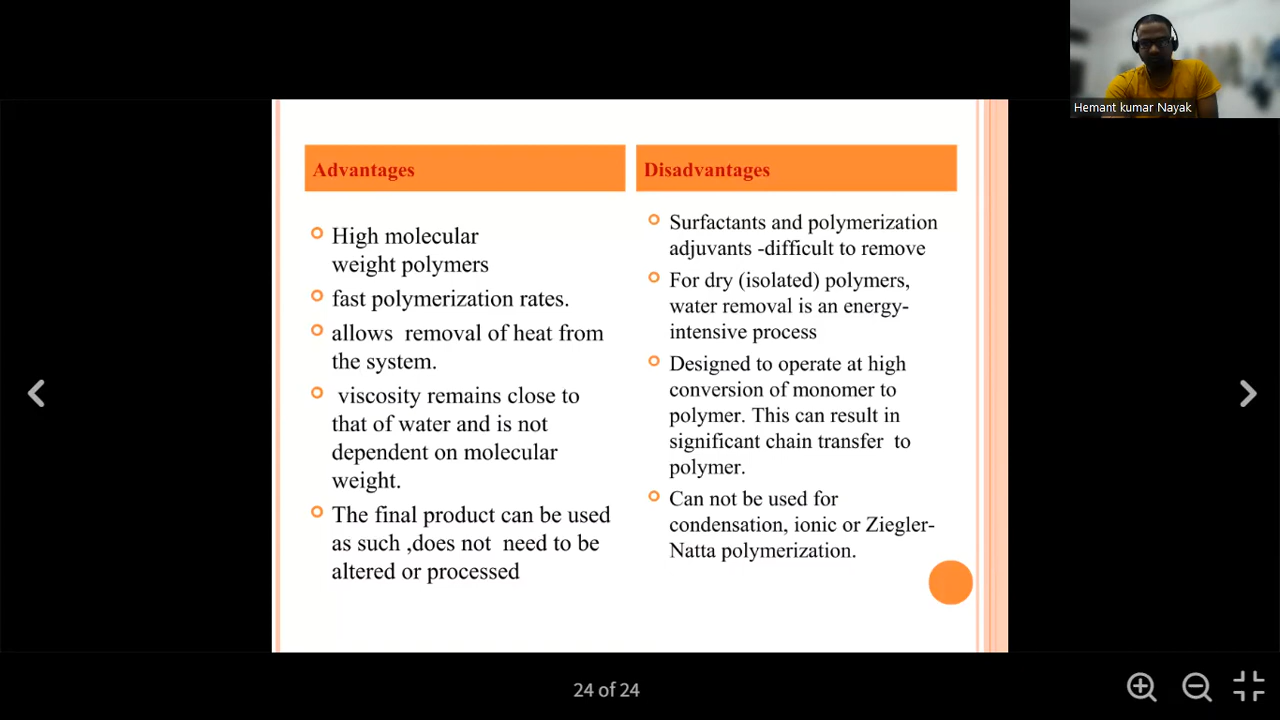 Hemant kumar Nayak
Advantages
High molecular
weight polymers
fast polymerization rates.
allows removal of heat from
the system.
viscosity remains close to
that of water and is not
dependent on molecular
weight.
The final product can be used
as such ,does not need to be
altered or processed
Disadvantages
Surfactants and polymerization
adjuvants -difficult to remove
For dry (isolated) polymers,
water removal is an energy-
intensive process
Designed to operate at high
conversion of monomer to
polymer. This can result in
significant chain transfer to
polymer.
Can not be used for
condensation, ionic or Ziegler-
Natta polymerization.
24 of 24